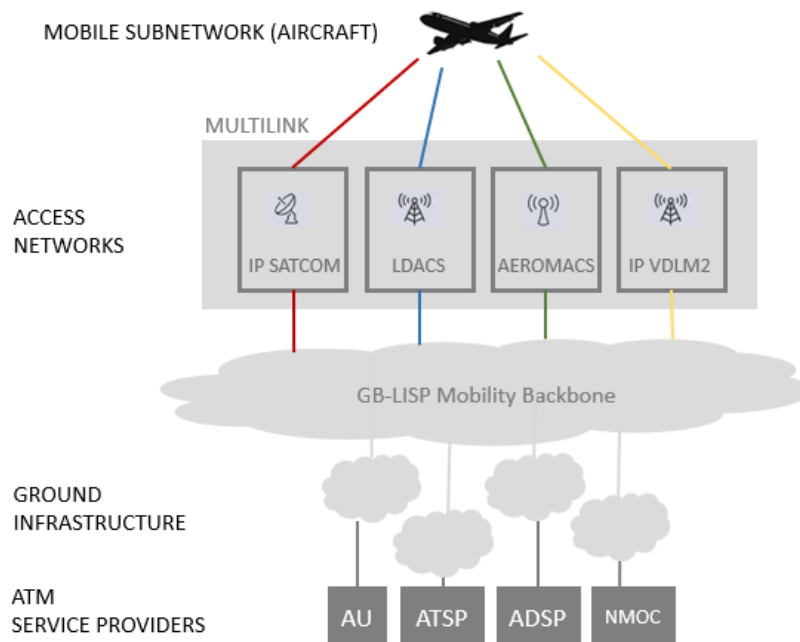 MOBILE SUBNETWORK (AIRCRAFT)
MULTILINK
ACCESS
NETWORKS
IP SATCOM
LDACS
AEROMACS
IP VDLM2
GB-LISP Mobility Backbone
GROUND
INFRASTRUCTURE
ATM
SERVICE PROVIDERS
AU
ATSP
ADSP
NMOC